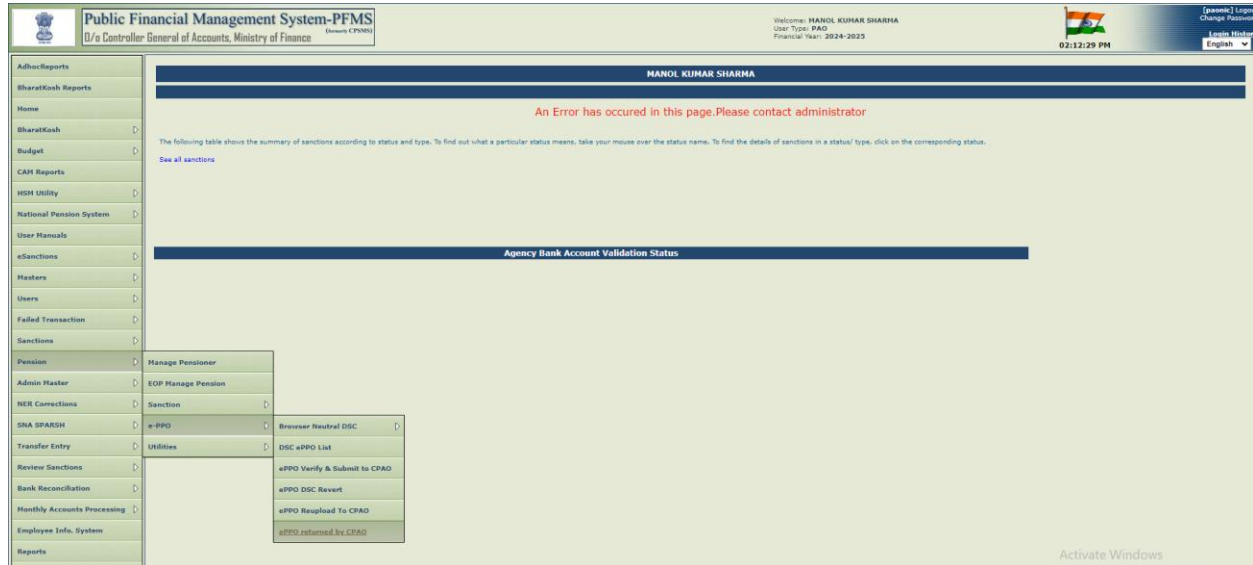 Public Financial Management System-PFMS
(formerly CPSMS)
O/o Controller General of Accounts, Ministry of Finance
Welcome: MANOL KUMAR SHARMA
User Type: PAO
Financial Year: 2024-2025
02:12:29 PM
[paonic] Logou
Change Passwor
Login Histor
English
AdhocReports
BharatKosh Reports
Home
BharatKosh
Budget
CAM Reports
HSM Utility
National Pension System
User Manuals
eSanctions
Masters
Users
Failed Transaction
Sanctions
Pension
Admin Master
NER Corrections
SNA SPARSH
Transfer Entry
Review Sanctions
Bank Reconciliation
Monthly Accounts Processing
Employee Info. System
Reports
MANOL KUMAR SHARMA
An Error has occured in this page.Please contact administrator
The following table shows the summary of sanctions according to status and type. To find out what a particular status means, take your mouse over the status name. To find the details of sanctions in a status/ type, click on the corresponding status.
See all sanctions
Agency Bank Account Validation Status
Manage Pensioner
EOP Manage Pension
Sanction
e-PPO
Utilities
Browser Neutral DSC
DSC ePPO List
ePPO Verify & Submit to CPAO
ePPO DSC Revert
ePPO Reupload To CPAO
ePPO returned by CPAO
Activate Windows